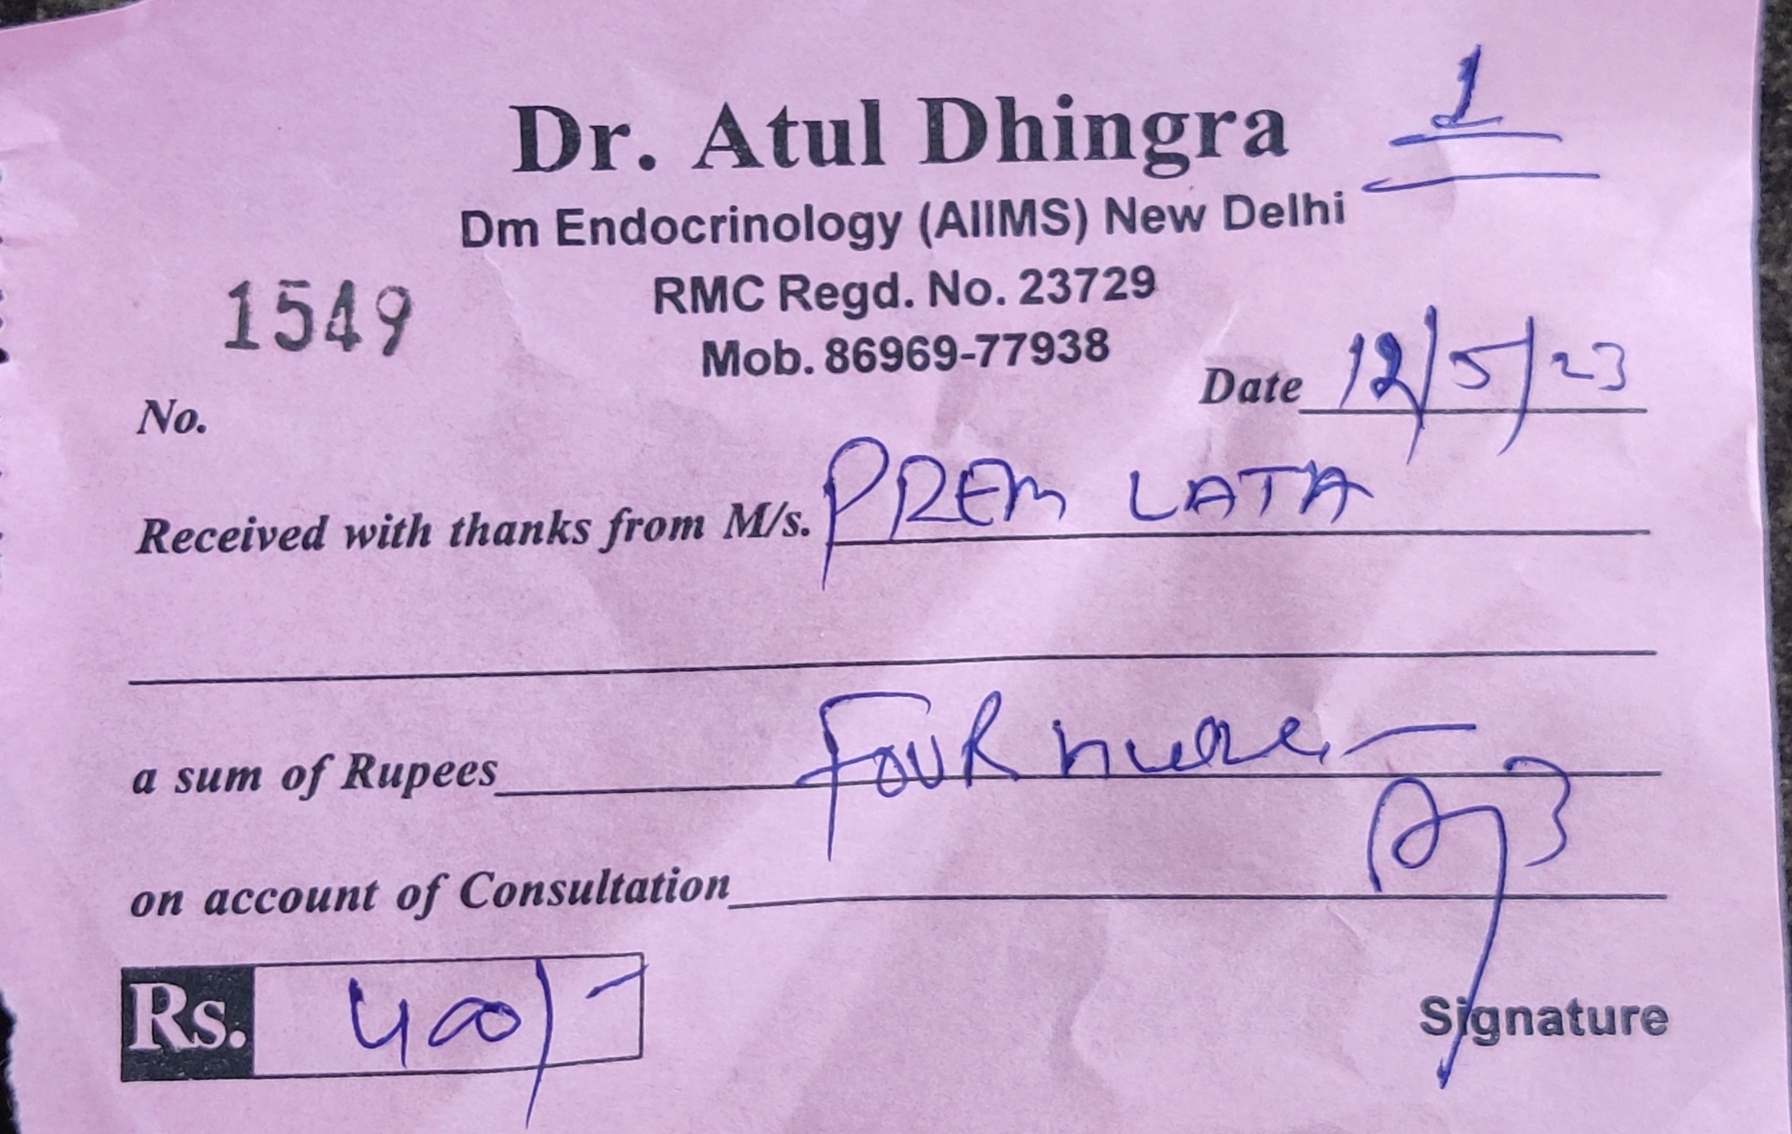 1
Dr. Atul Dhingra
Dm Endocrinology (AIIMS) New Delhi
RMC Regd. No. 23729
1549
Mob. 86969-77938
No.
Date 12/5/23
Received with thanks from M/s. PREM LATA
a sum of Rupees FOUR
on account of Consultation
Rs. 400/-
Signature